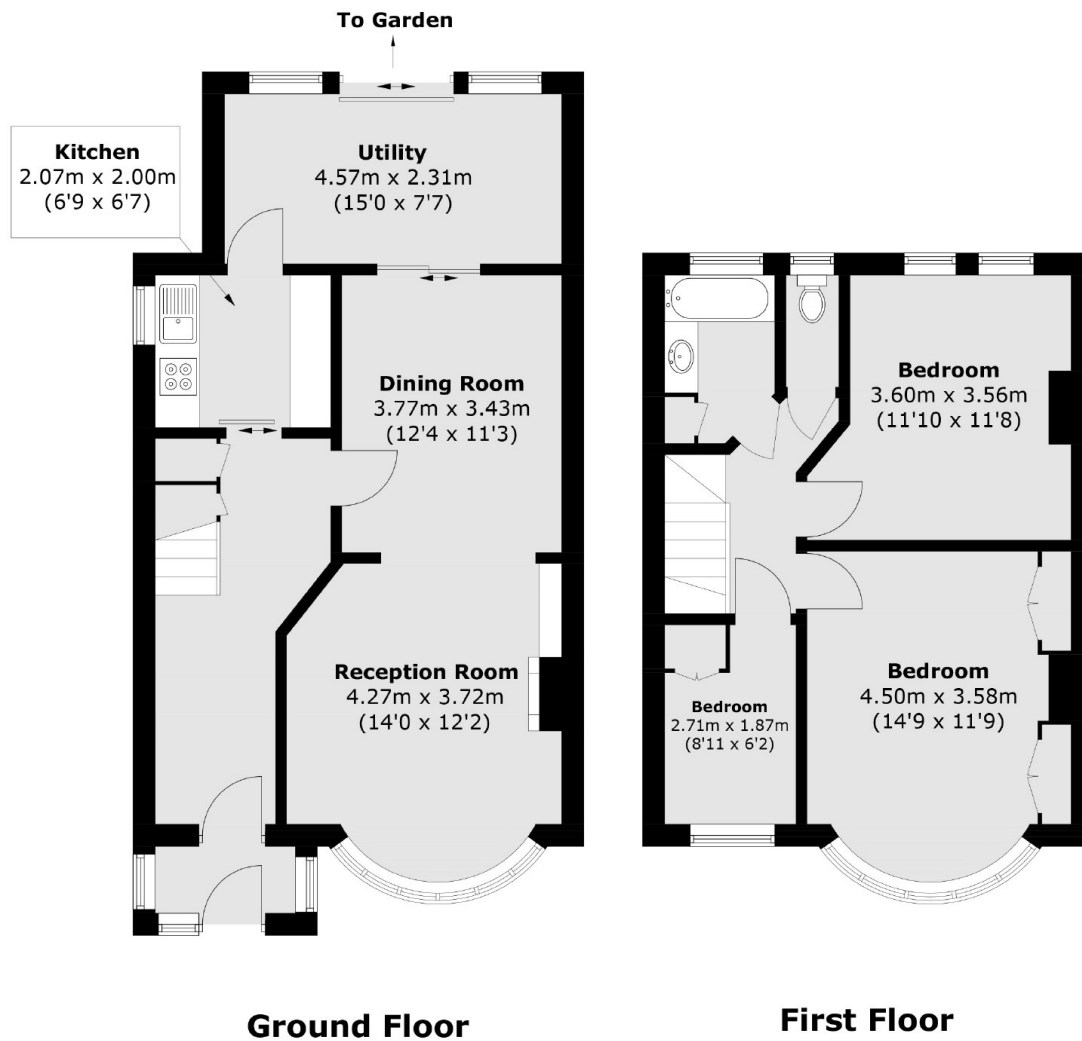 To Garden
Kitchen
2.07m x 2.00m
(6'9 x 6'7)
Utility
4.57m x 2.31m
(15'0 x 7'7)
Dining Room
3.77m x 3.43m
(12'4 x 11'3)
Reception Room
4.27m x 3.72m
(14'0 x 12'2)
Bedroom
3.60m x 3.56m
(11'10 x 11'8)
Bedroom
4.50m x 3.58m
(14'9 x 11'9)
Bedroom
2.71m x 1.87m
(8'11 x 6'2)
Ground Floor
First Floor